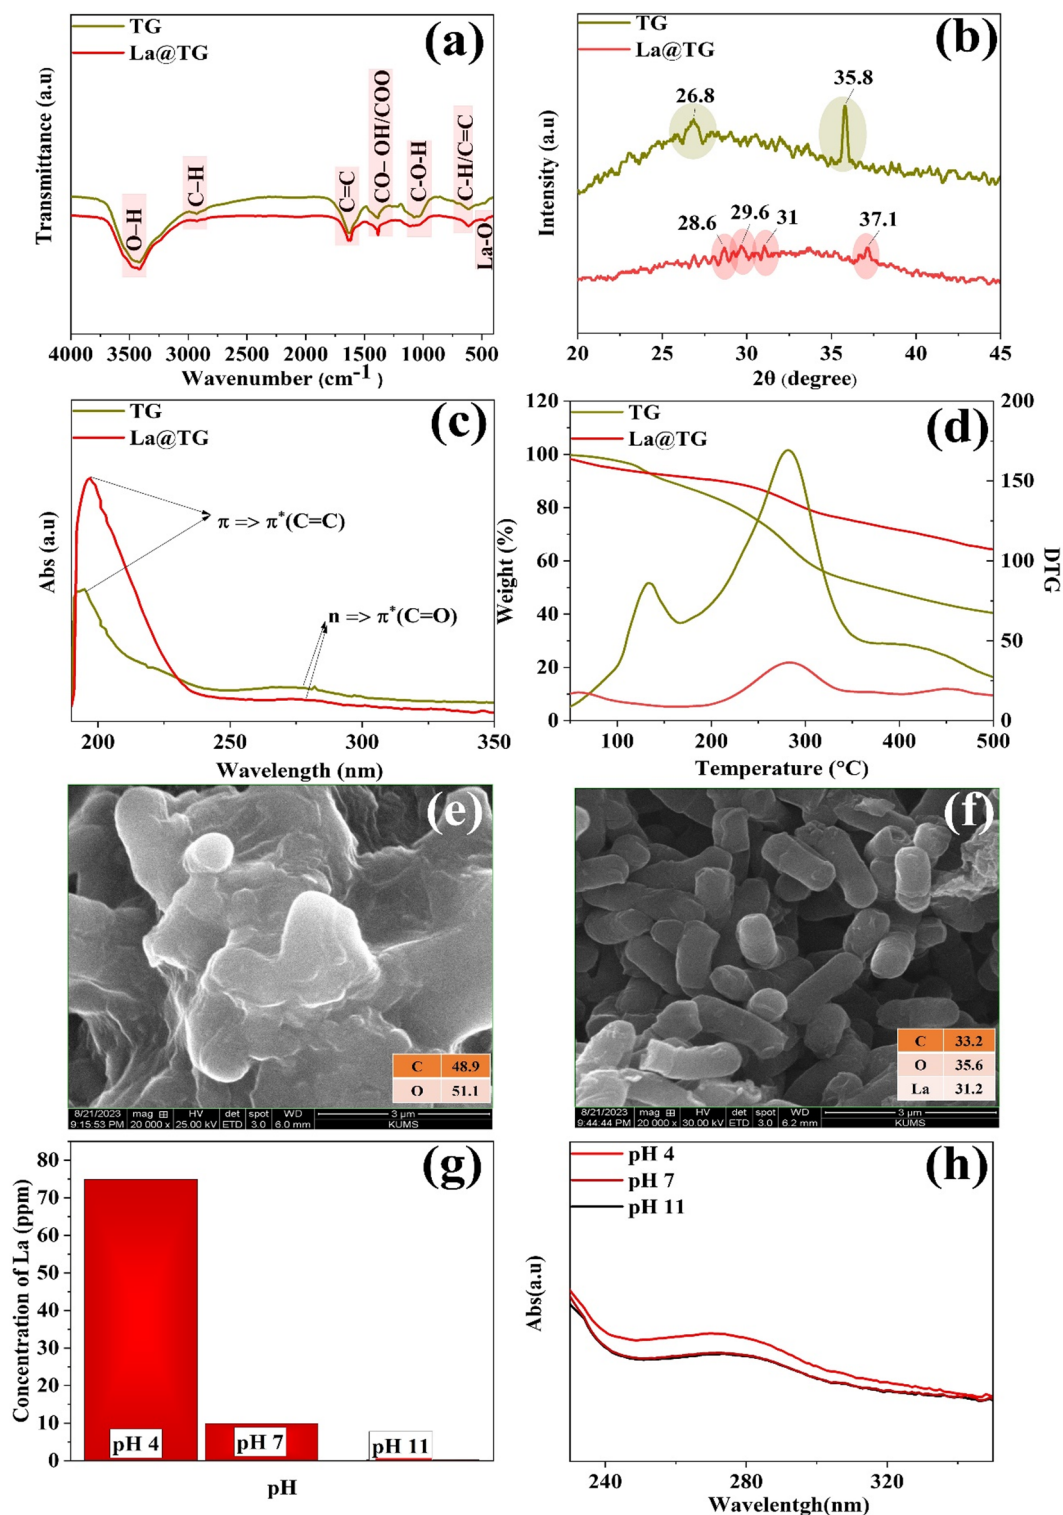 TG
La@TG
(a)
O–H
C–H
C=C
CO– OH/COO
C-O-H
C-H/C=C
La-O
Transmittance (a.u)
4000 3500 3000 2500 2000 1500 1000 500
Wavenumber (cm-1)
TG
La@TG
(b)
26.8
35.8
28.6
29.6
31
37.1
Intensity (a.u)
20 25 30 35 40 45
2θ (degree)
TG
La@TG
(c)
π => π*(C=C)
n => π*(C=O)
Abs (a.u)
200 250 300 350
Wavelength (nm)
TG
La@TG
(d)
120
100
80
60
40
20
0
Weight (%)
200
150
100
50
0
DTG
100 200 300 400 500
Temperature (°C)
(e)
C 48.9
O 51.1
8/21/2023 mag HV det spot WD 3 µm
9:15:53 PM 20 000 x 25.00 kV ETD 3.0 6.0 mm KUMS
(f)
C 33.2
O 35.6
La 31.2
8/21/2023 mag HV det spot WD 3 µm
9:44:44 PM 20 000 x 30.00 kV ETD 3.0 6.2 mm KUMS
(g)
80
70
60
50
40
30
20
10
0
Concentration of La (ppm)
pH 4
pH 7
pH 11
pH
pH 4
pH 7
pH 11
(h)
Abs(a.u)
240 280 320
Wavelentgh(nm)